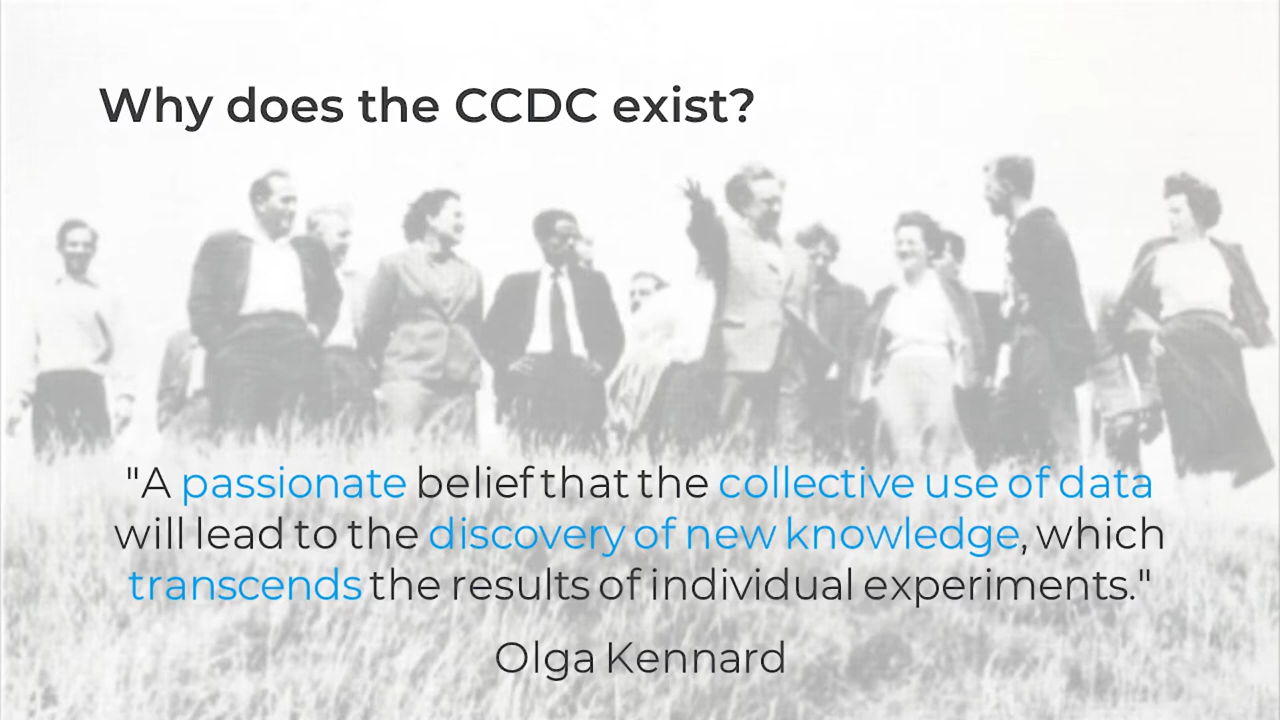 Why does the CCDC exist?
"A passionate belief that the collective use of data
will lead to the discovery of new knowledge, which
transcends the results of individual experiments."
Olga Kennard